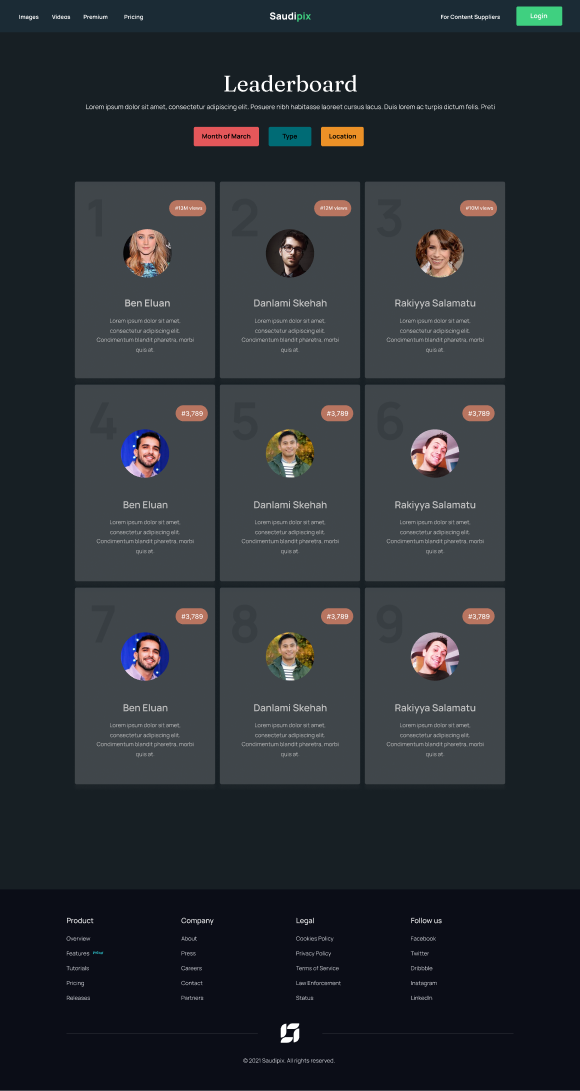 Images Videos Premium Pricing Saudipix For Content Suppliers Login
Leaderboard
Lorem ipsum dolor sit amet, consectetur adipiscing elit. Posuere nibh habitasse laoreet cursus lacus. Duis lorem ac turpis dictum felis. Preti
Month of March Type Location
1 #13M views
Ben Eluan
Lorem ipsum dolor sit amet,
consectetur adipiscing elit.
Condimentum blandit pharetra, morbi
quis at.
2 #12M views
Danlami Skehah
Lorem ipsum dolor sit amet,
consectetur adipiscing elit.
Condimentum blandit pharetra, morbi
quis at.
3 #10M views
Rakiyya Salamatu
Lorem ipsum dolor sit amet,
consectetur adipiscing elit.
Condimentum blandit pharetra, morbi
quis at.
4 #3,789
Ben Eluan
Lorem ipsum dolor sit amet,
consectetur adipiscing elit.
Condimentum blandit pharetra, morbi
quis at.
5 #3,789
Danlami Skehah
Lorem ipsum dolor sit amet,
consectetur adipiscing elit.
Condimentum blandit pharetra, morbi
quis at.
6 #3,789
Rakiyya Salamatu
Lorem ipsum dolor sit amet,
consectetur adipiscing elit.
Condimentum blandit pharetra, morbi
quis at.
7 #3,789
Ben Eluan
Lorem ipsum dolor sit amet,
consectetur adipiscing elit.
Condimentum blandit pharetra, morbi
quis at.
8 #3,789
Danlami Skehah
Lorem ipsum dolor sit amet,
consectetur adipiscing elit.
Condimentum blandit pharetra, morbi
quis at.
9 #3,789
Rakiyya Salamatu
Lorem ipsum dolor sit amet,
consectetur adipiscing elit.
Condimentum blandit pharetra, morbi
quis at.
Product
Overview
Features
Tutorials
Pricing
Releases
Company
About
Press
Careers
Contact
Partners
Legal
Cookies Policy
Privacy Policy
Terms of Service
Law Enforcement
Status
Follow us
Facebook
Twitter
Dribbble
Instagram
LinkedIn
© 2021 Saudipix. All rights reserved.